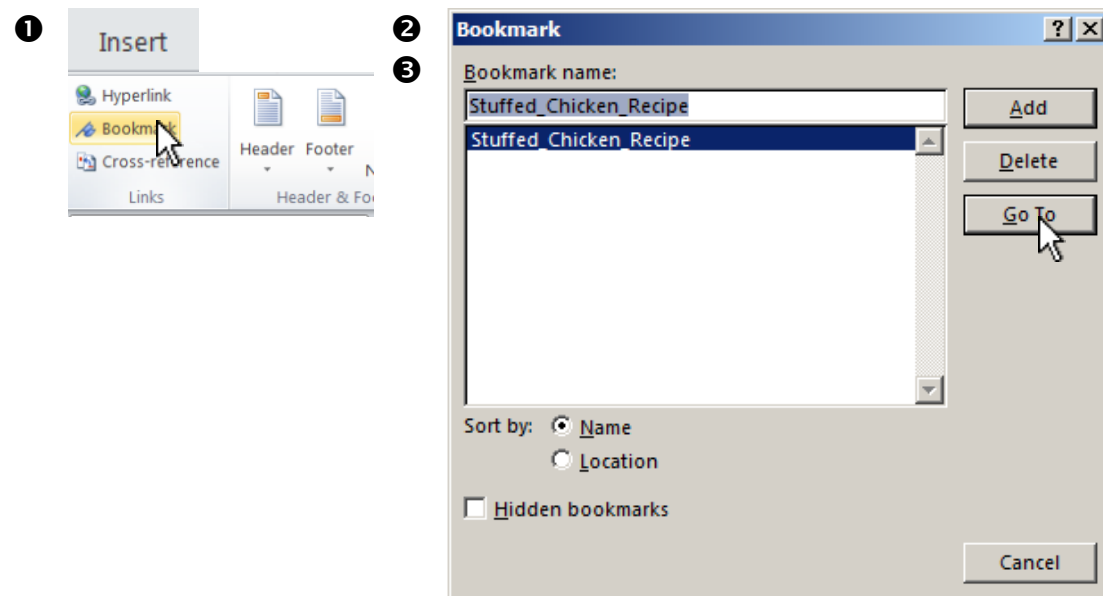 ❶
Insert
Hyperlink
Bookmark
Cross-reference
Links
Header Footer
N
Header & Fo
❷
❸
Bookmark
Bookmark name:
Stuffed_Chicken_Recipe
Stuffed_Chicken_Recipe
Add
Delete
Go To
Sort by: Name
Location
Hidden bookmarks
Cancel